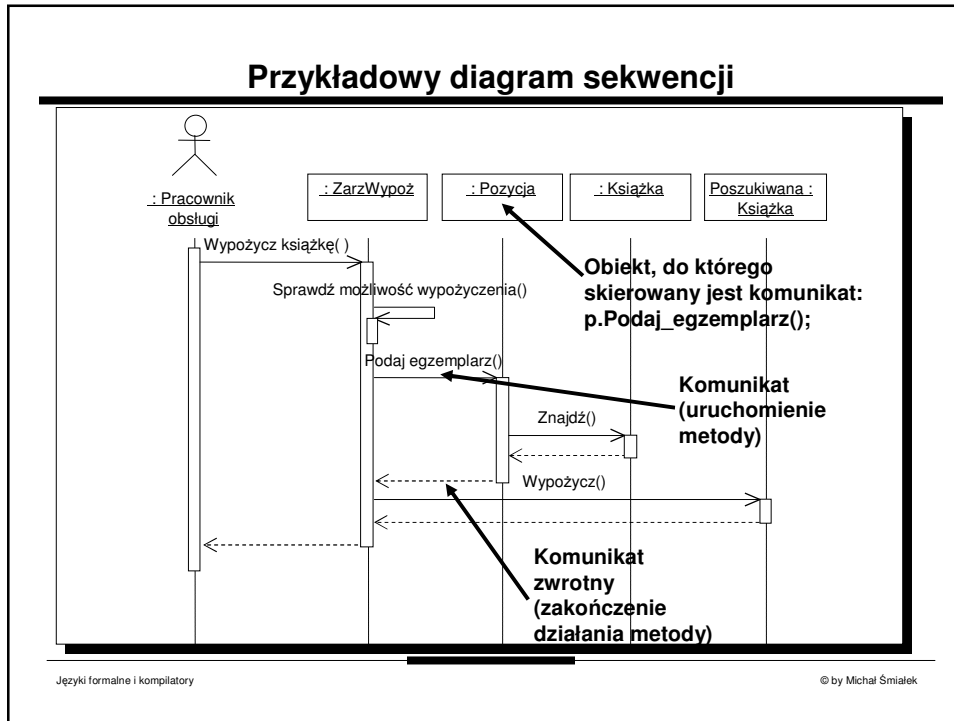 Przykładowy diagram sekwencji
: Pracownik
obsługi
: ZarzWypoż
: Pozycja
: Książka
Poszukiwana :
Książka
Wypożycz książkę( )
Obiekt, do którego
skierowany jest komunikat:
p.Podaj_egzemplarz();
Sprawdź możliwość wypożyczenia()
Podaj egzemplarz()
Komunikat
(uruchomienie
metody)
Znajdź()
Wypożycz()
Komunikat
zwrotny
(zakończenie
działania metody)
Języki formalne i kompilatory
© by Michał Śmiałek